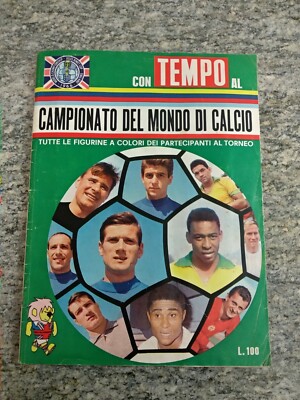 CON TEMPO AL
CAMPIONATO DEL MONDO DI CALCIO
TUTTE LE FIGURINE A COLORI DEI PARTECIPANTI AL TORNEO
L. 100